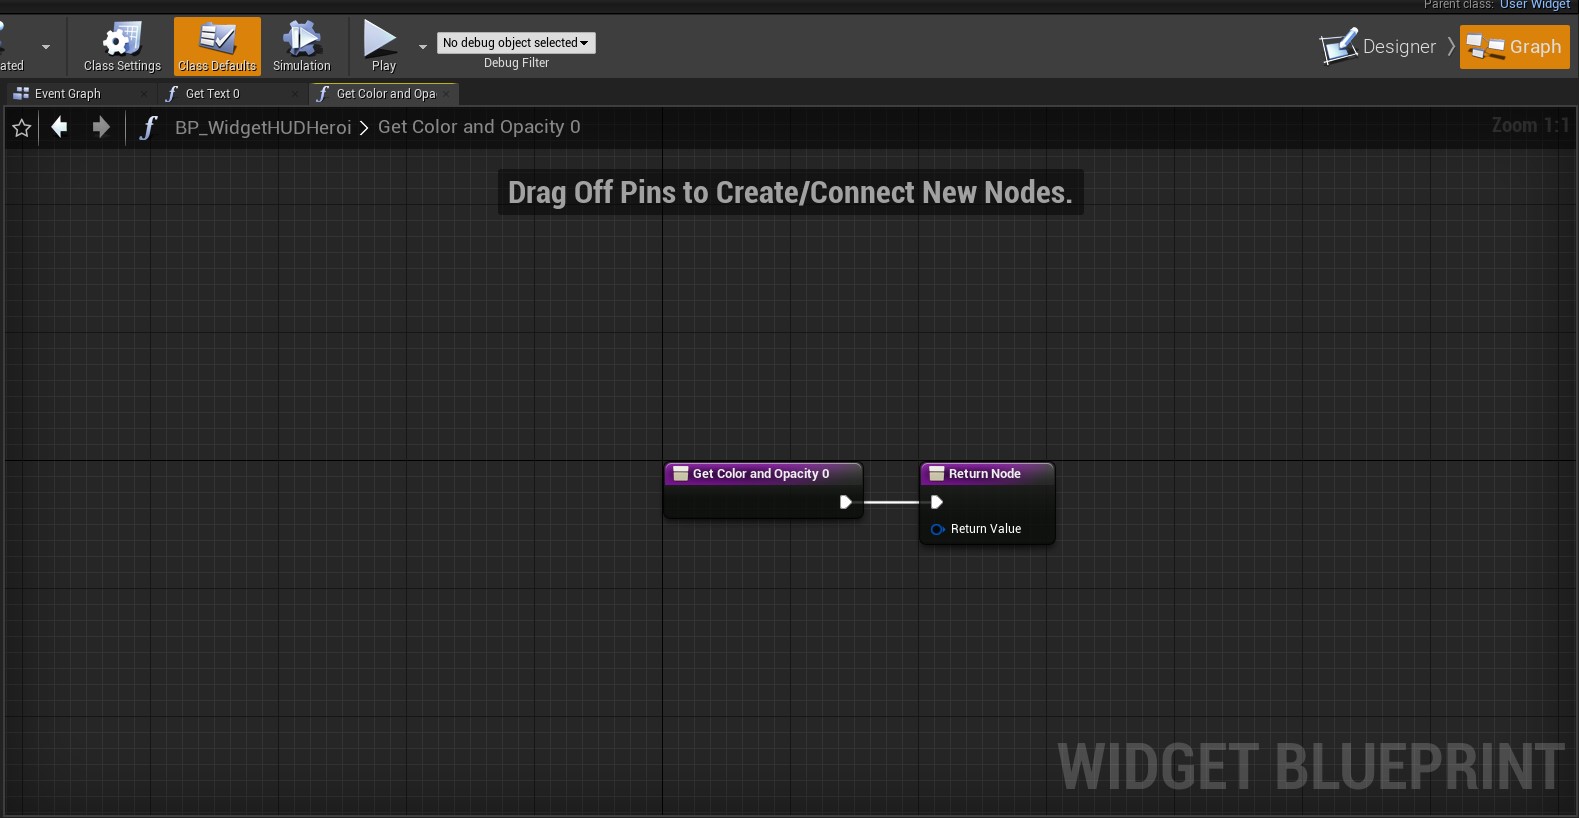 Parent class: User Widget
ated
Class Settings
Class Defaults
Simulation
Play
No debug object selected
Debug Filter
Designer
Graph
Event Graph
Get Text 0
Get Color and Opa
BP_WidgetHUDHeroi > Get Color and Opacity 0
Zoom 1:1
Drag Off Pins to Create/Connect New Nodes.
Get Color and Opacity 0
Return Node
Return Value
WIDGET BLUEPRINT